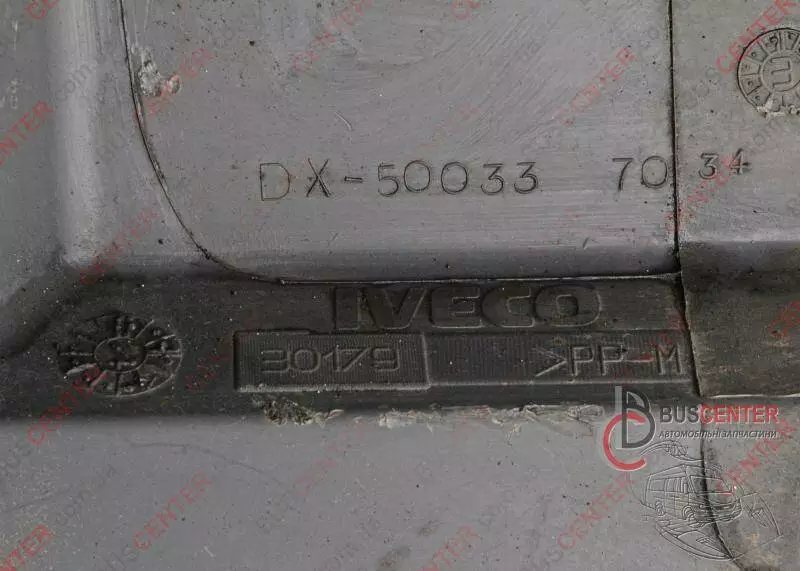 DX-50033 70 34
IVECO
30179 >PP-M
BUSCENTER
АВТОМОБІЛЬНІ ЗАПЧАСТИНИ